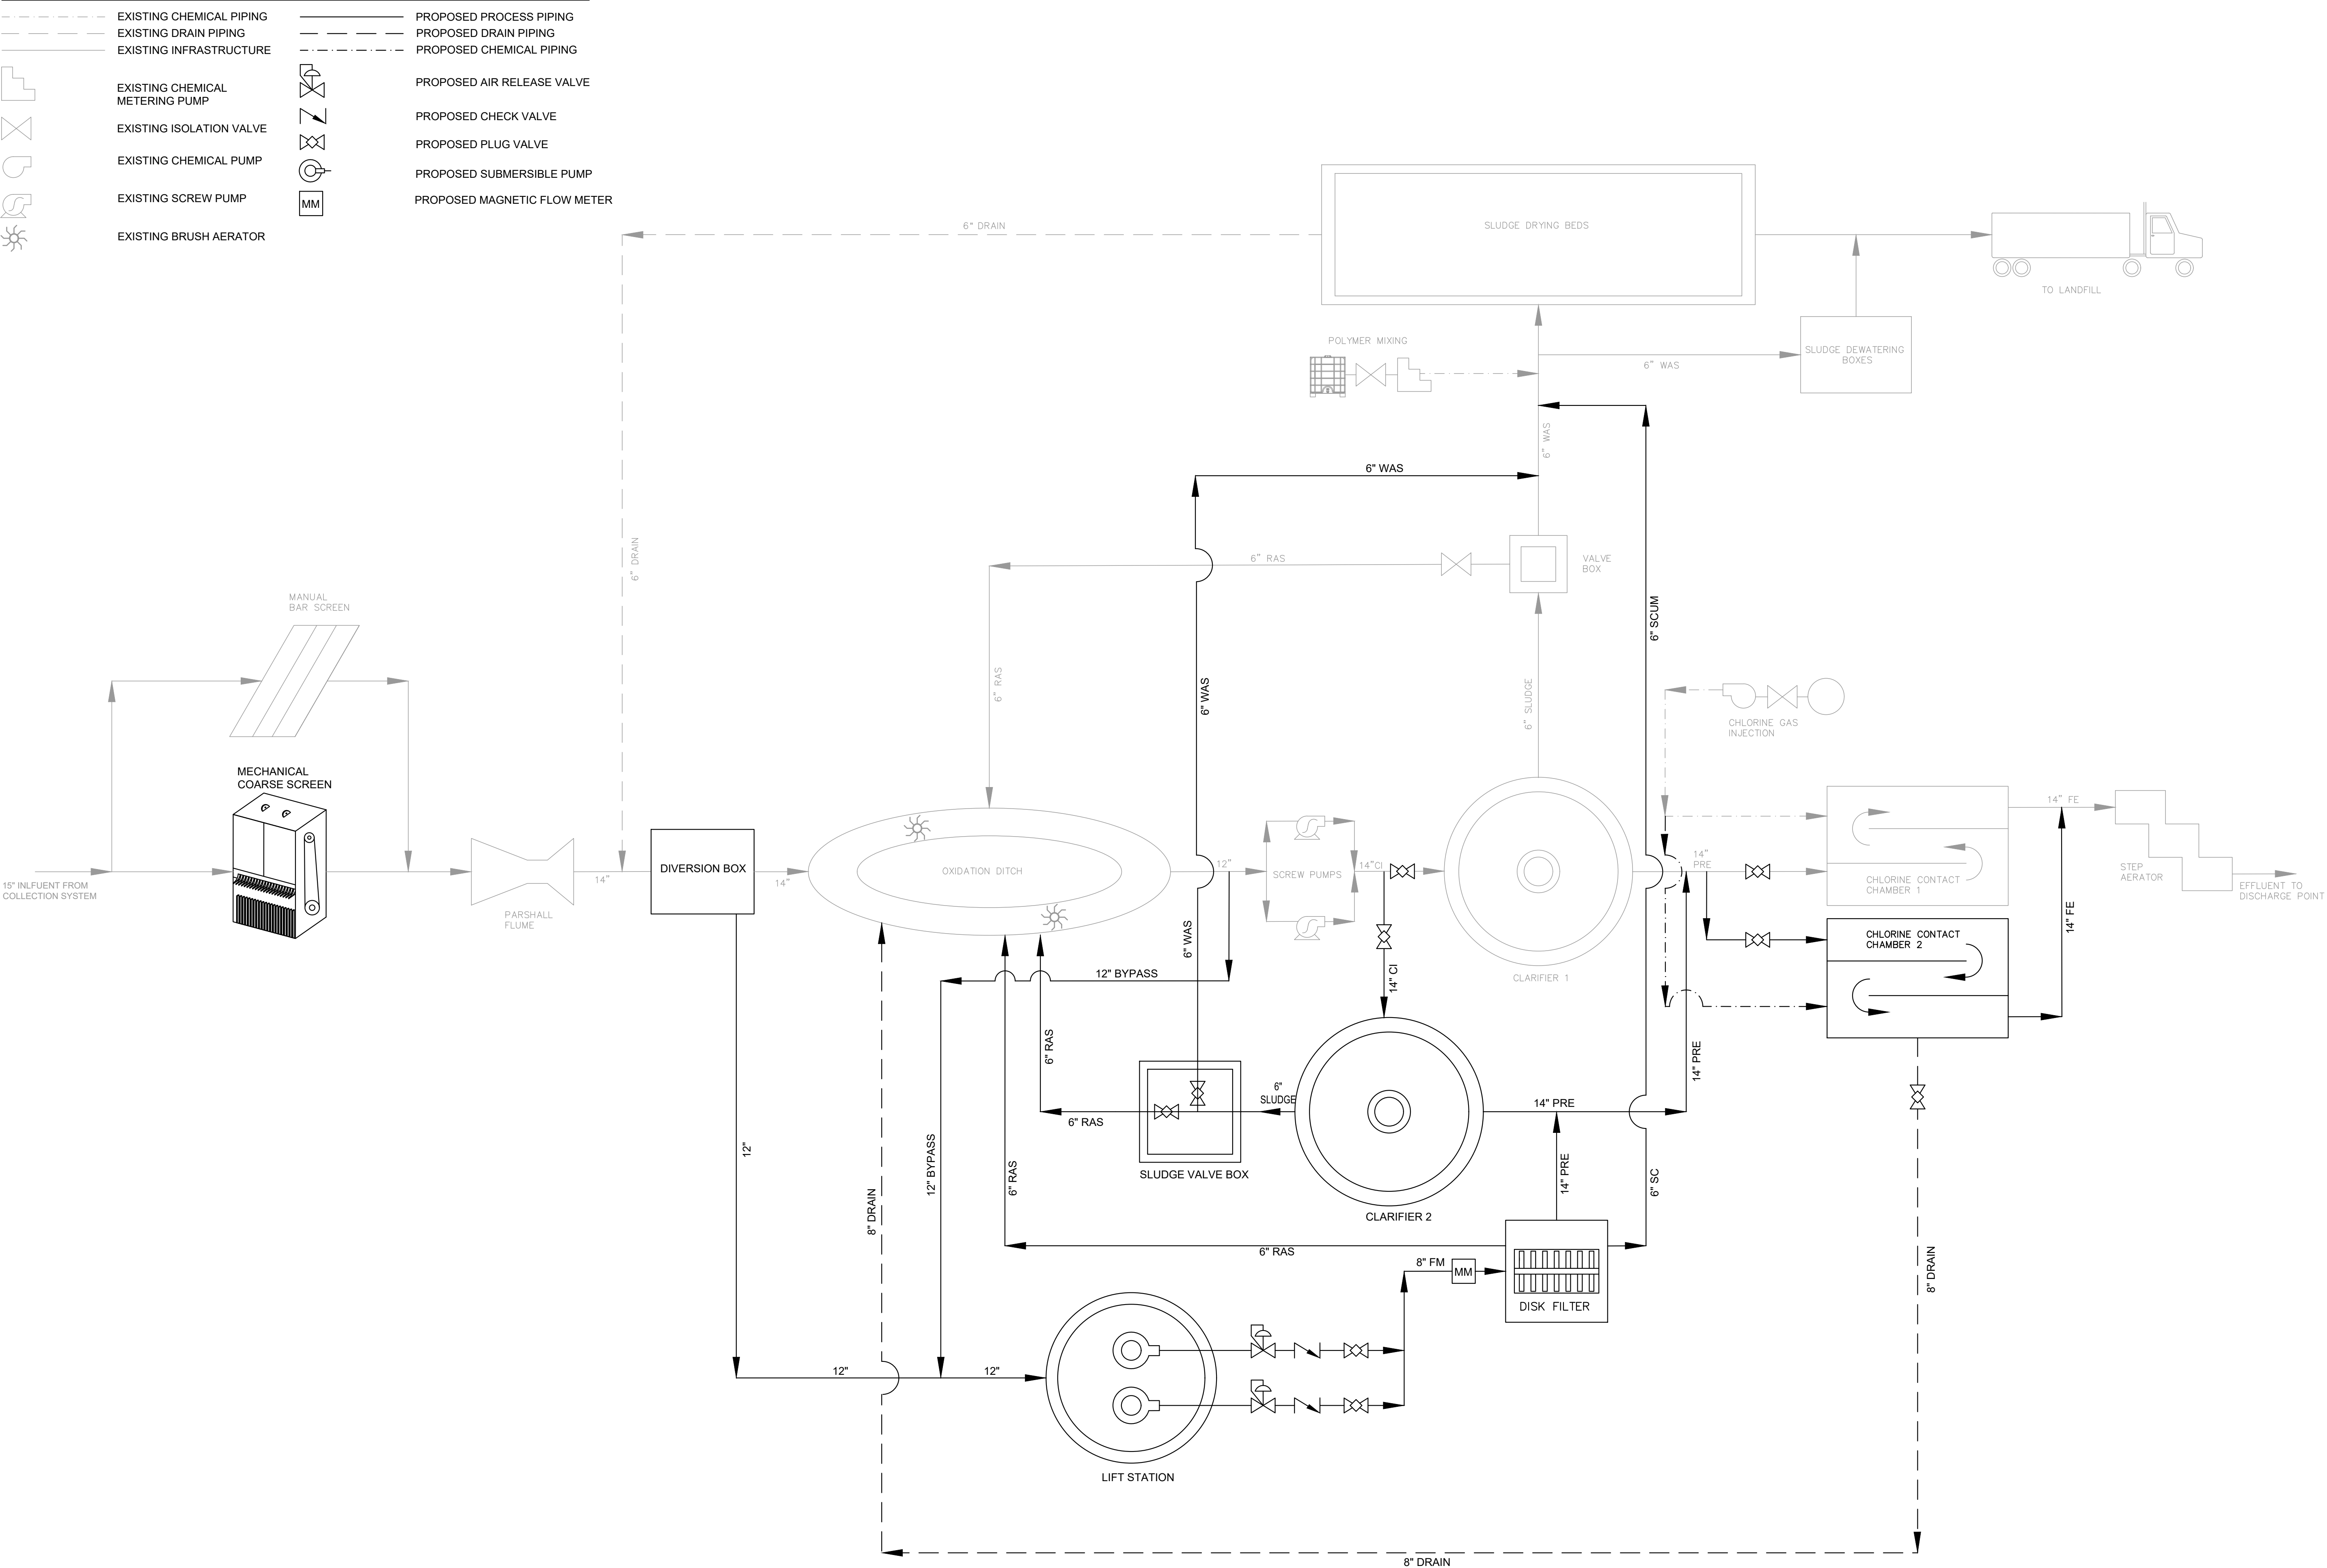 EXISTING CHEMICAL PIPING
EXISTING DRAIN PIPING
EXISTING INFRASTRUCTURE
EXISTING CHEMICAL
METERING PUMP
EXISTING ISOLATION VALVE
EXISTING CHEMICAL PUMP
EXISTING SCREW PUMP
EXISTING BRUSH AERATOR
PROPOSED PROCESS PIPING
PROPOSED DRAIN PIPING
PROPOSED CHEMICAL PIPING
PROPOSED AIR RELEASE VALVE
PROPOSED CHECK VALVE
PROPOSED PLUG VALVE
PROPOSED SUBMERSIBLE PUMP
MM
PROPOSED MAGNETIC FLOW METER
6" DRAIN
SLUDGE DRYING BEDS
TO LANDFILL
POLYMER MIXING
SLUDGE DEWATERING
BOXES
6" WAS
6" WAS
6" WAS
6" DRAIN
6" RAS
VALVE
BOX
MANUAL
BAR SCREEN
6" SCUM
6" RAS
6" WAS
6" SLUDGE
CHLORINE GAS
INJECTION
MECHANICAL
COARSE SCREEN
15" INLFUENT FROM
COLLECTION SYSTEM
PARSHALL
FLUME
14"
DIVERSION BOX
14"
OXIDATION DITCH
12"
SCREW PUMPS
14"CI
CLARIFIER 1
14"
PRE
CHLORINE CONTACT
CHAMBER 1
14" FE
STEP
AERATOR
EFFLUENT TO
DISCHARGE POINT
CHLORINE CONTACT
CHAMBER 2
14" FE
6" WAS
12" BYPASS
14" CI
6" RAS
6"
SLUDGE
6" RAS
SLUDGE VALVE BOX
CLARIFIER 2
14" PRE
14" PRE
14" PRE
6" SC
12"
12" BYPASS
6" RAS
8" DRAIN
6" RAS
8" FM
MM
DISK FILTER
8" DRAIN
12"
12"
LIFT STATION
8" DRAIN